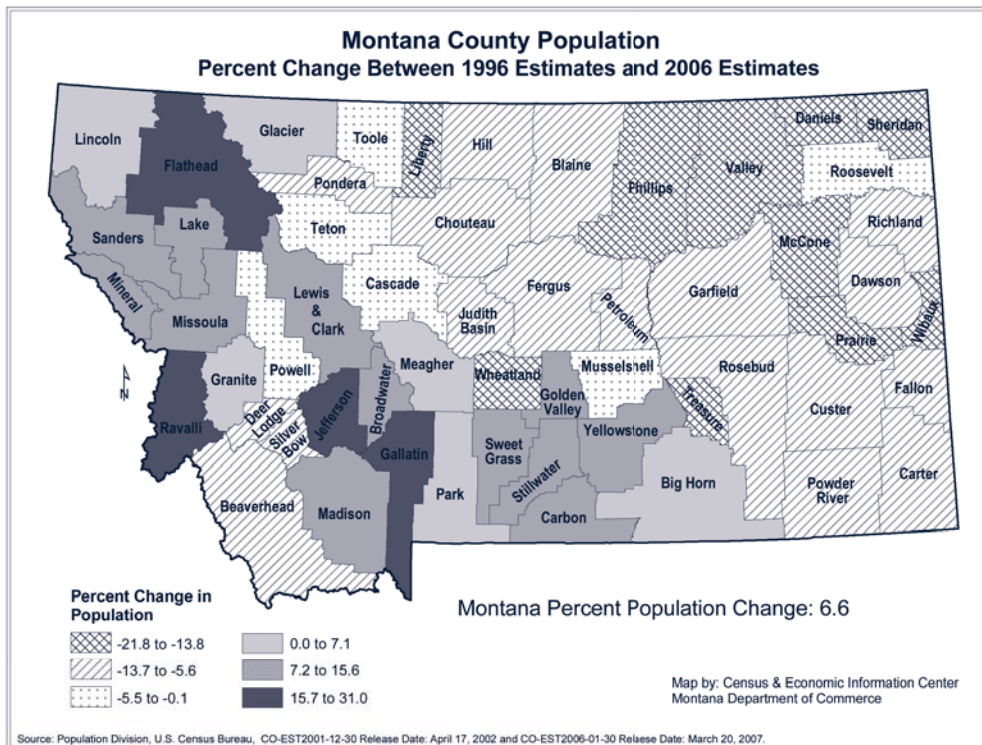 Montana County Population
Percent Change Between 1996 Estimates and 2006 Estimates
Lincoln
Flathead
Glacier
Toole
Liberty
Hill
Blaine
Phillips
Valley
Daniels
Sheridan
Roosevelt
Pondera
Chouteau
Teton
Richland
McCone
Dawson
Wibaux
Sanders
Lake
Mineral
Missoula
Lewis
&
Clark
Cascade
Judith
Basin
Fergus
Petroleum
Garfield
Prairie
Powell
Granite
Meagher
Broadwater
Wheatland
Golden
Valley
Musselshell
Rosebud
Treasure
Custer
Fallon
Ravalli
Deer
Lodge
Silver
Bow
Jefferson
Gallatin
Sweet
Grass
Stillwater
Yellowstone
Big Horn
Powder
River
Carter
Beaverhead
Madison
Park
Carbon
N
Percent Change in
Population
-21.8 to -13.8
-13.7 to -5.6
-5.5 to -0.1
0.0 to 7.1
7.2 to 15.6
15.7 to 31.0
Montana Percent Population Change: 6.6
Map by: Census & Economic Information Center
Montana Department of Commerce
Source: Population Division, U.S. Census Bureau, CO-EST2001-12-30 Release Date: April 17, 2002 and CO-EST2006-01-30 Relaese Date: March 20, 2007.